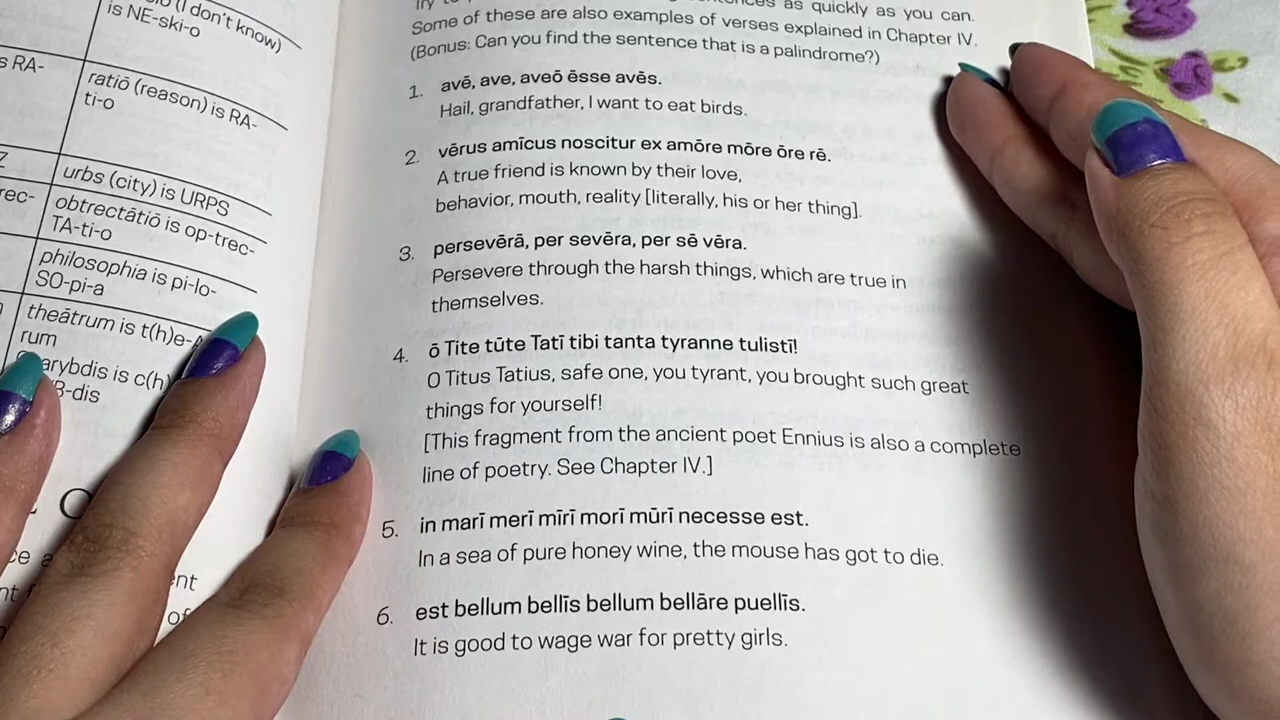 (I don't know)
is NE-ski-o
s RA-
ratiō (reason) is RA-
ti-o
urbs (city) is URPS
rec-
obtrectātiō is op-trec-
TA-ti-o
philosophia is pi-lo-
SO-pi-a
theātrum is t(h)e-
rum
arybdis is c(h)
-dis
as quickly as you can.
Some of these are also examples of verses explained in Chapter IV.
(Bonus: Can you find the sentence that is a palindrome?)
1. avē, ave, aveō ēsse avēs.
Hail, grandfather, I want to eat birds.
2. vērus amīcus noscitur ex amōre mōre ōre rē.
A true friend is known by their love,
behavior, mouth, reality [literally, his or her thing].
3. persevērā, per sevēra, per sē vēra.
Persevere through the harsh things, which are true in
themselves.
4. ō Tite tūte Tatī tibi tanta tyranne tulistī!
O Titus Tatius, safe one, you tyrant, you brought such great
things for yourself!
[This fragment from the ancient poet Ennius is also a complete
line of poetry. See Chapter IV.]
5. in marī merī mīrī morī mūrī necesse est.
In a sea of pure honey wine, the mouse has got to die.
6. est bellum bellīs bellum bellāre puellīs.
It is good to wage war for pretty girls.